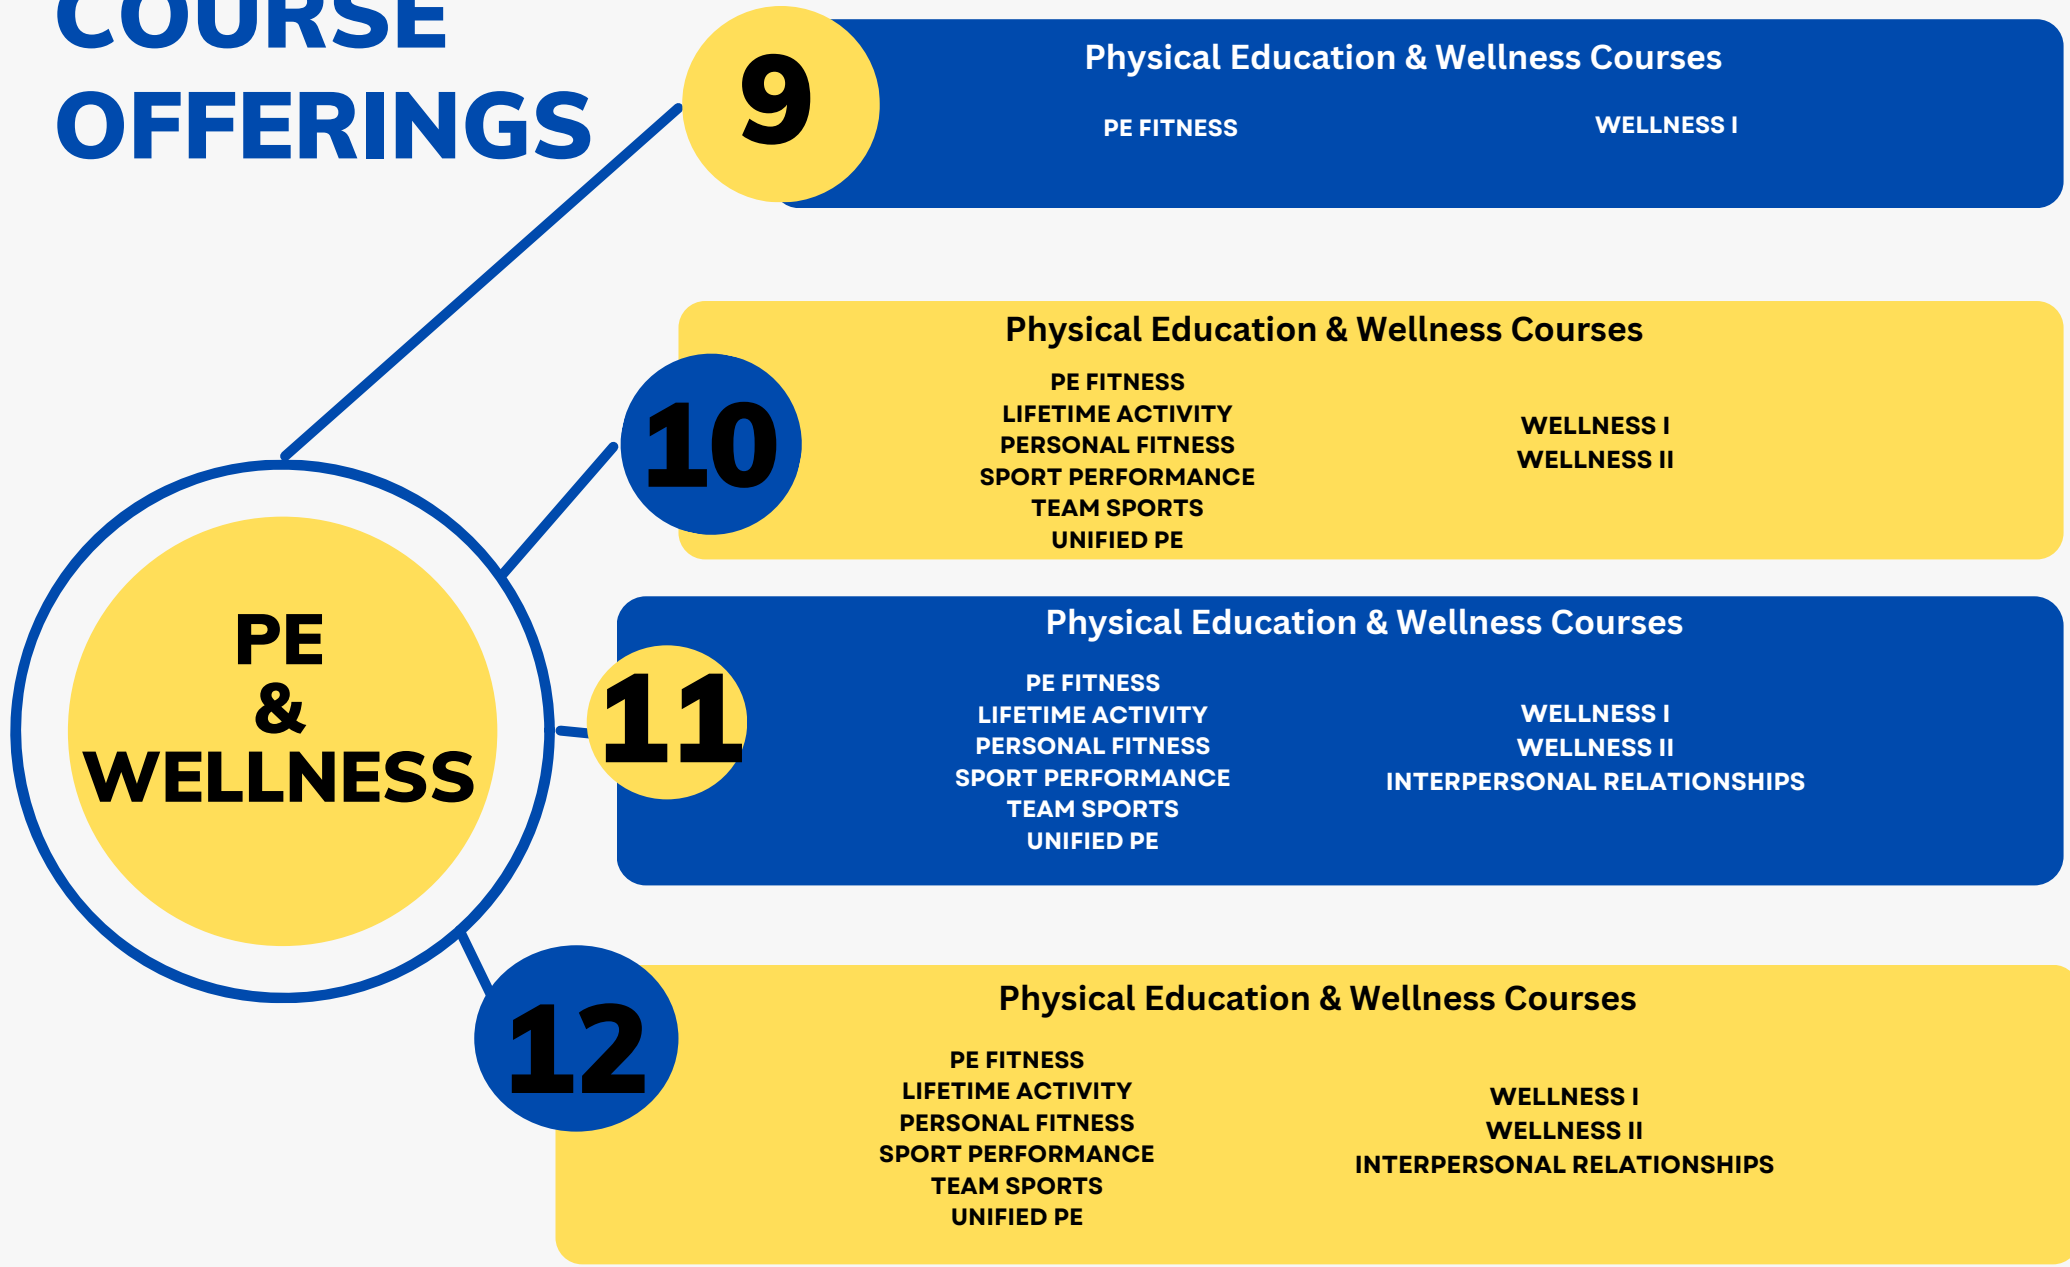 COURSE
OFFERINGS
9
Physical Education & Wellness Courses
PE FITNESS
WELLNESS I
10
Physical Education & Wellness Courses
PE FITNESS
LIFETIME ACTIVITY
PERSONAL FITNESS
SPORT PERFORMANCE
TEAM SPORTS
UNIFIED PE
WELLNESS I
WELLNESS II
PE
&
WELLNESS
11
Physical Education & Wellness Courses
PE FITNESS
LIFETIME ACTIVITY
PERSONAL FITNESS
SPORT PERFORMANCE
TEAM SPORTS
UNIFIED PE
WELLNESS I
WELLNESS II
INTERPERSONAL RELATIONSHIPS
12
Physical Education & Wellness Courses
PE FITNESS
LIFETIME ACTIVITY
PERSONAL FITNESS
SPORT PERFORMANCE
TEAM SPORTS
UNIFIED PE
WELLNESS I
WELLNESS II
INTERPERSONAL RELATIONSHIPS